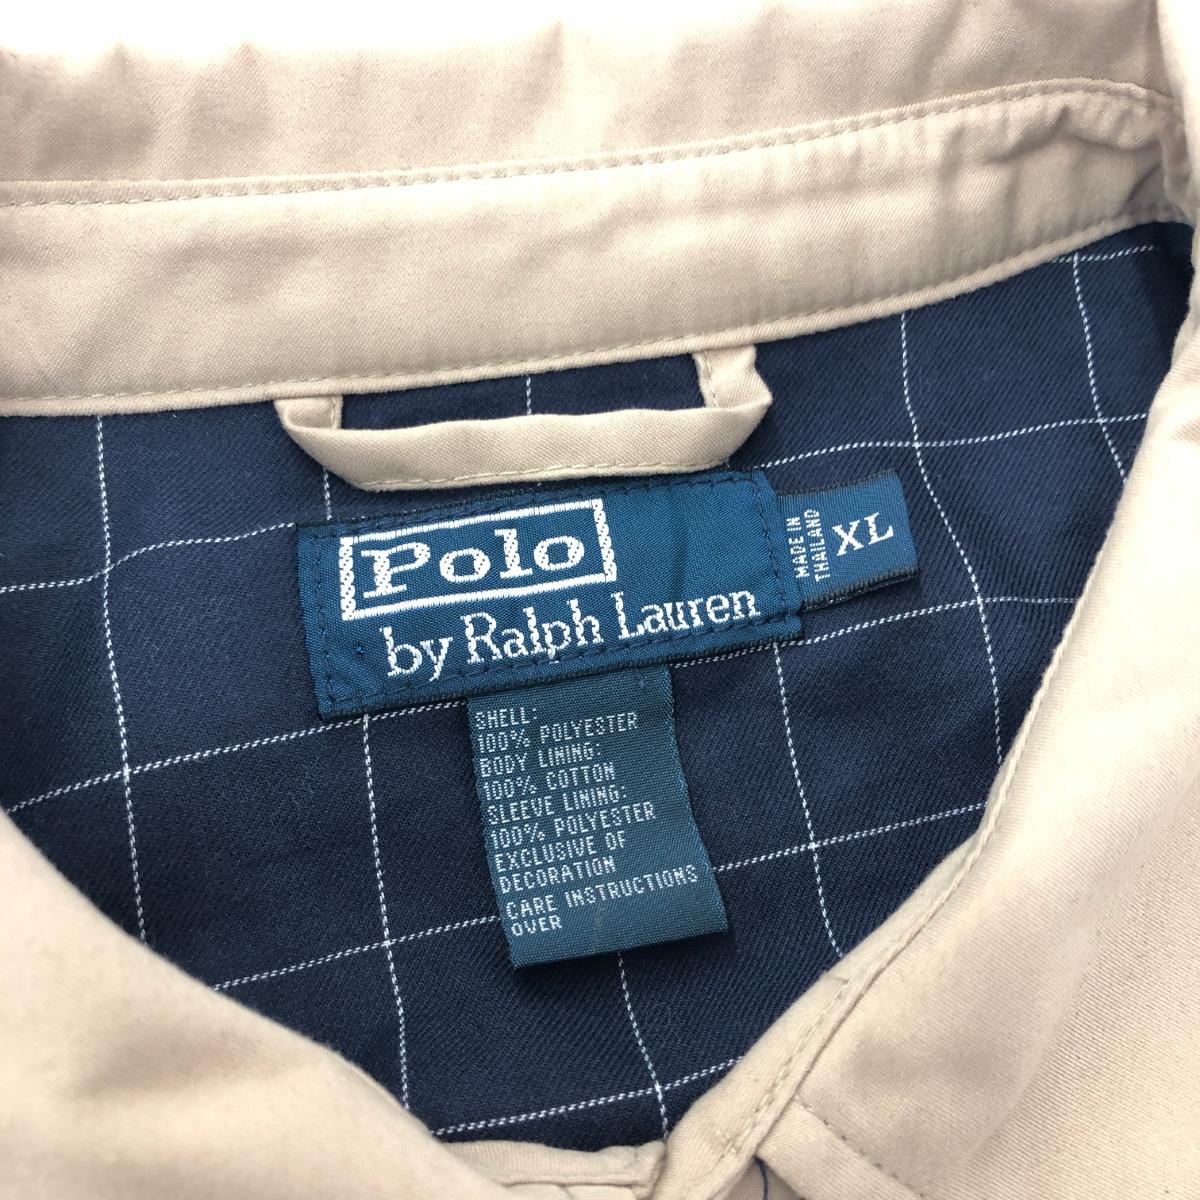 Polo
by Ralph Lauren
MADE IN
THAILAND
XL
SHELL:
100% POLYESTER
BODY LINING:
100% COTTON
SLEEVE LINING:
100% POLYESTER
EXCLUSIVE OF
DECORATION
CARE INSTRUCTIONS
OVER